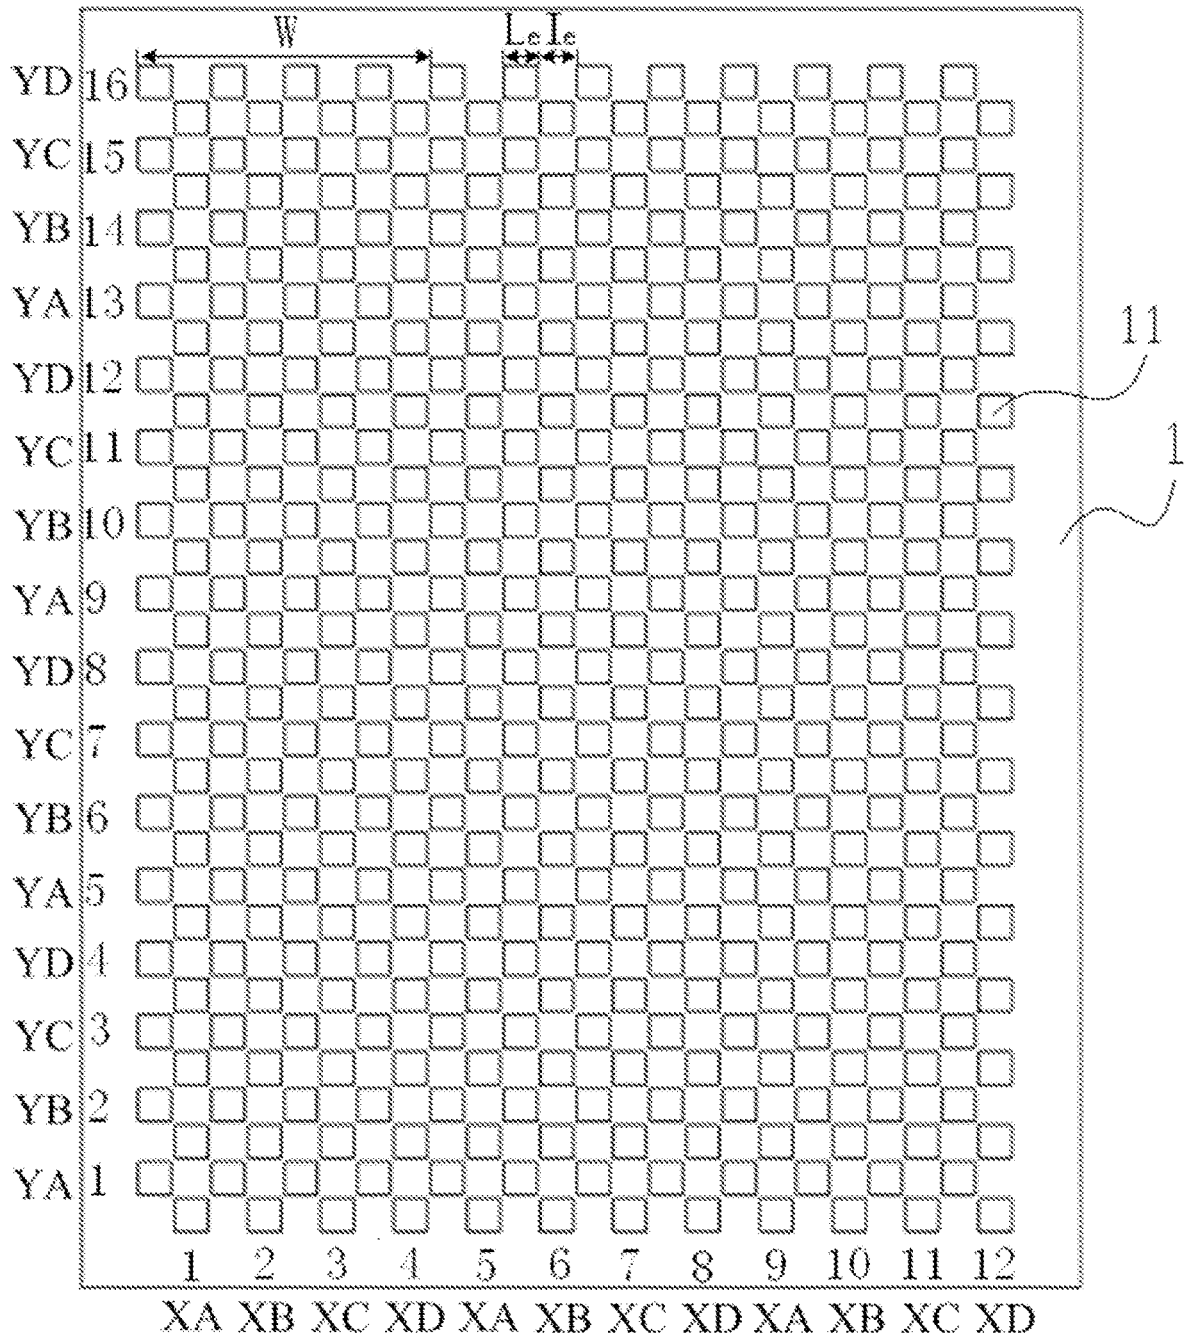 W Le Ie
YD 16
YC 15
YB 14
YA 13
11
YD 12
YC 11
1
YB 10
YA 9
YD 8
YC 7
YB 6
YA 5
YD 4
YC 3
YB 2
YA 1
1 2 3 4 5 6 7 8 9 10 11 12
XA XB XC XD XA XB XC XD XA XB XC XD